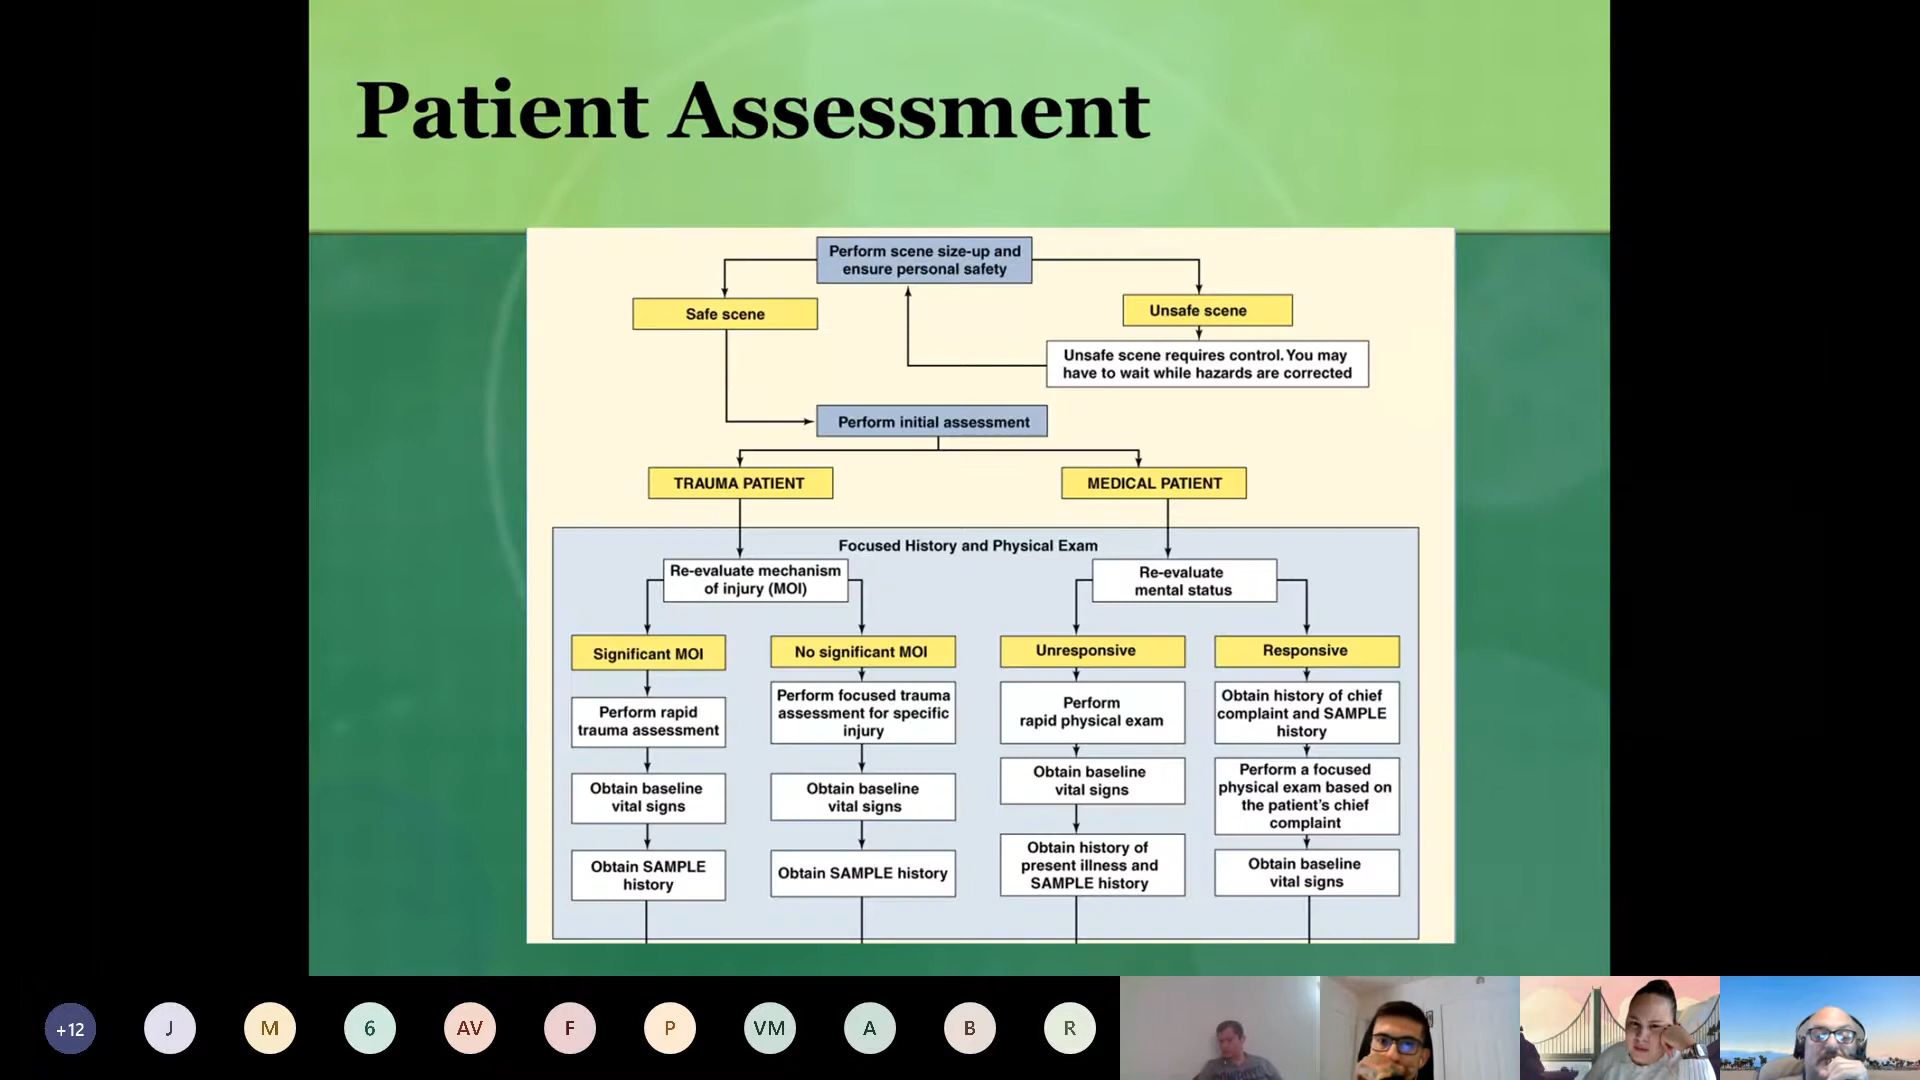 Patient Assessment
Perform scene size-up and
ensure personal safety
Safe scene
Unsafe scene
Unsafe scene requires control. You may
have to wait while hazards are corrected
Perform initial assessment
TRAUMA PATIENT
MEDICAL PATIENT
Focused History and Physical Exam
Re-evaluate mechanism
of injury (MOI)
Re-evaluate
mental status
Significant MOI
No significant MOI
Unresponsive
Responsive
Perform rapid
trauma assessment
Perform focused trauma
assessment for specific
injury
Perform
rapid physical exam
Obtain history of chief
complaint and SAMPLE
history
Obtain baseline
vital signs
Obtain baseline
vital signs
Obtain baseline
vital signs
Perform a focused
physical exam based on
the patient's chief
complaint
Obtain SAMPLE
history
Obtain SAMPLE history
Obtain history of
present illness and
SAMPLE history
Obtain baseline
vital signs
+12
J
M
6
AV
F
P
VM
A
B
R